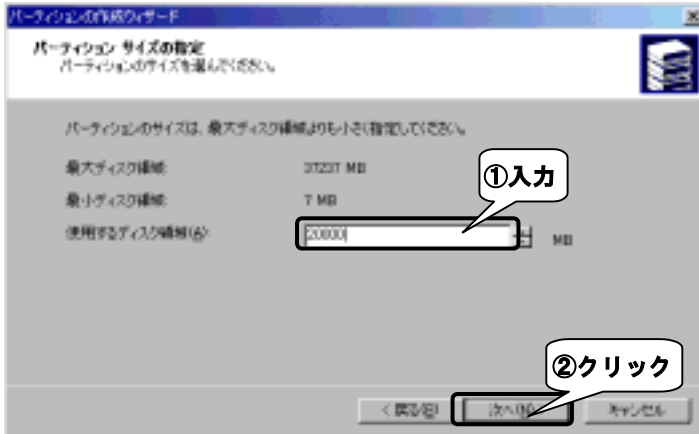 パーティションの作成ウィザード
パーティション サイズの指定
パーティションのサイズを選んでください。
パーティションのサイズは、最大ディスク領域よりも小さく指定してください。
最大ディスク領域: 37237 MB
最小ディスク領域: 7 MB
使用するディスク領域(A): 20000 MB
①入力
②クリック
< 戻る(B) 次へ(N) > キャンセル